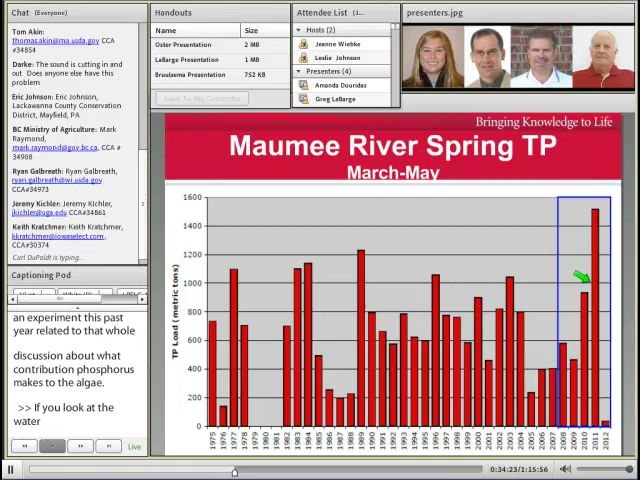 Chat (Everyone)
Tom Akin:
thomas.akin@ma.usda.gov CCA
#34854
Darke: The sound is cutting in and
out. Does anyone else have this
problem
Eric Johnson: Eric Johnson,
Lackawanna County Conservation
District, Mayfield, PA
BC Ministry of Agriculture: Mark
Raymond,
mark.raymond@gov.bc.ca, CCA #
34908
Ryan Galbreath: Ryan Galbreath,
ryan.galbreath@wi.usda.gov
CCA#34973
Jeremy Kichler: Jeremy KIchler,
jkichler@uga.edu CCA#34861
Keith Kratchmer: Keith Kratchmer,
kkratchmer@iowaselect.com,
CCA#30374
Carl DuPoldt is typing...
Captioning Pod
an experiment this past
year related to that whole
discussion about what
contribution phosphorus
makes to the algae.
>> If you look at the
water
Live
Handouts
Name Size
Oster Presentation 2 MB
LaBarge Presentation 1 MB
Bruulsema Presentation 752 KB
Save To My Computer
Attendee List (1...
Hosts (2)
Jeanne Wiebke
Leslie Johnson
Presenters (4)
Amanda Douridas
Greg LaBarge
presenters.jpg
Bringing Knowledge to Life
Maumee River Spring TP
March-May
TP Load (metric tons)
1600
1400
1200
1000
800
600
400
200
0
1975 1976 1977 1978 1979 1980 1981 1982 1983 1984 1985 1986 1987 1988 1989 1990 1991 1992 1993 1994 1995 1996 1997 1998 1999 2000 2001 2002 2003 2004 2005 2006 2007 2008 2009 2010 2011 2012
0:34:23/1:15:56